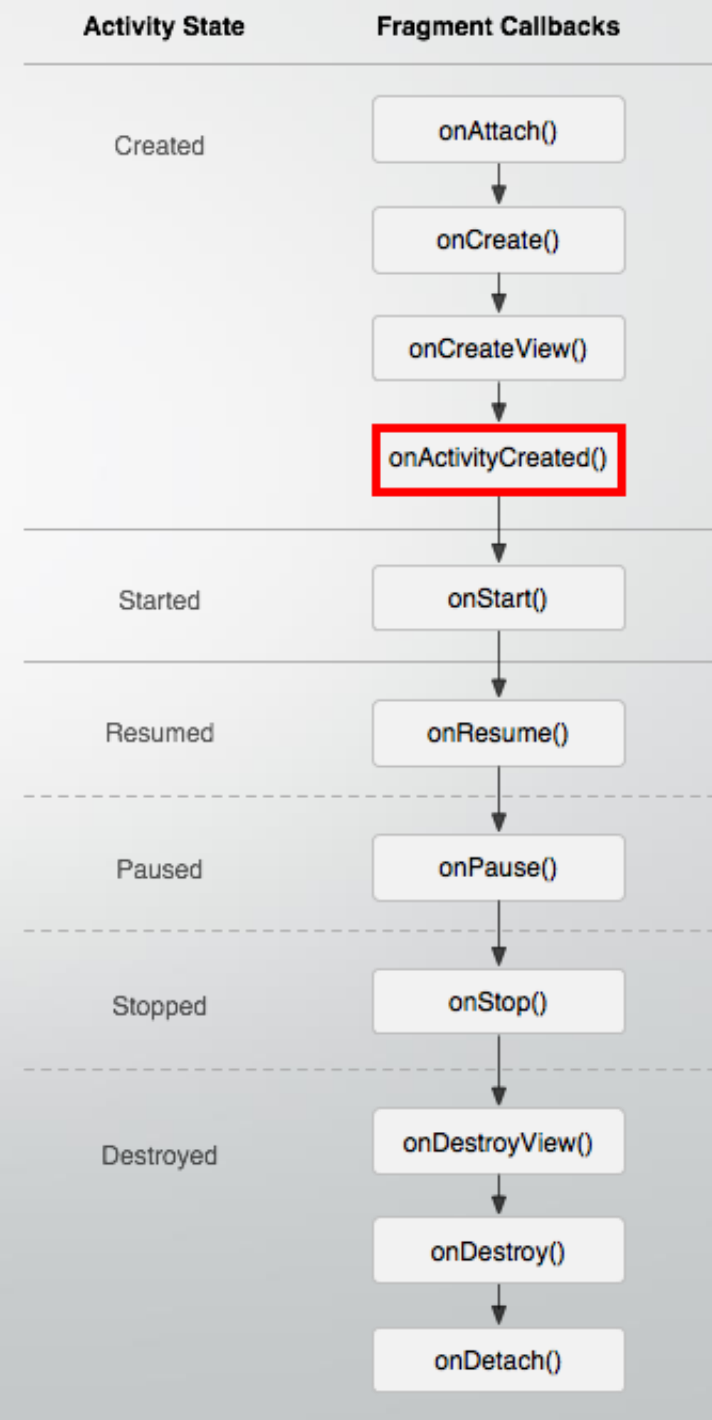 Activity State Fragment Callbacks
Created
onAttach()
onCreate()
onCreateView()
onActivityCreated()
Started
onStart()
Resumed
onResume()
Paused
onPause()
Stopped
onStop()
Destroyed
onDestroyView()
onDestroy()
onDetach()